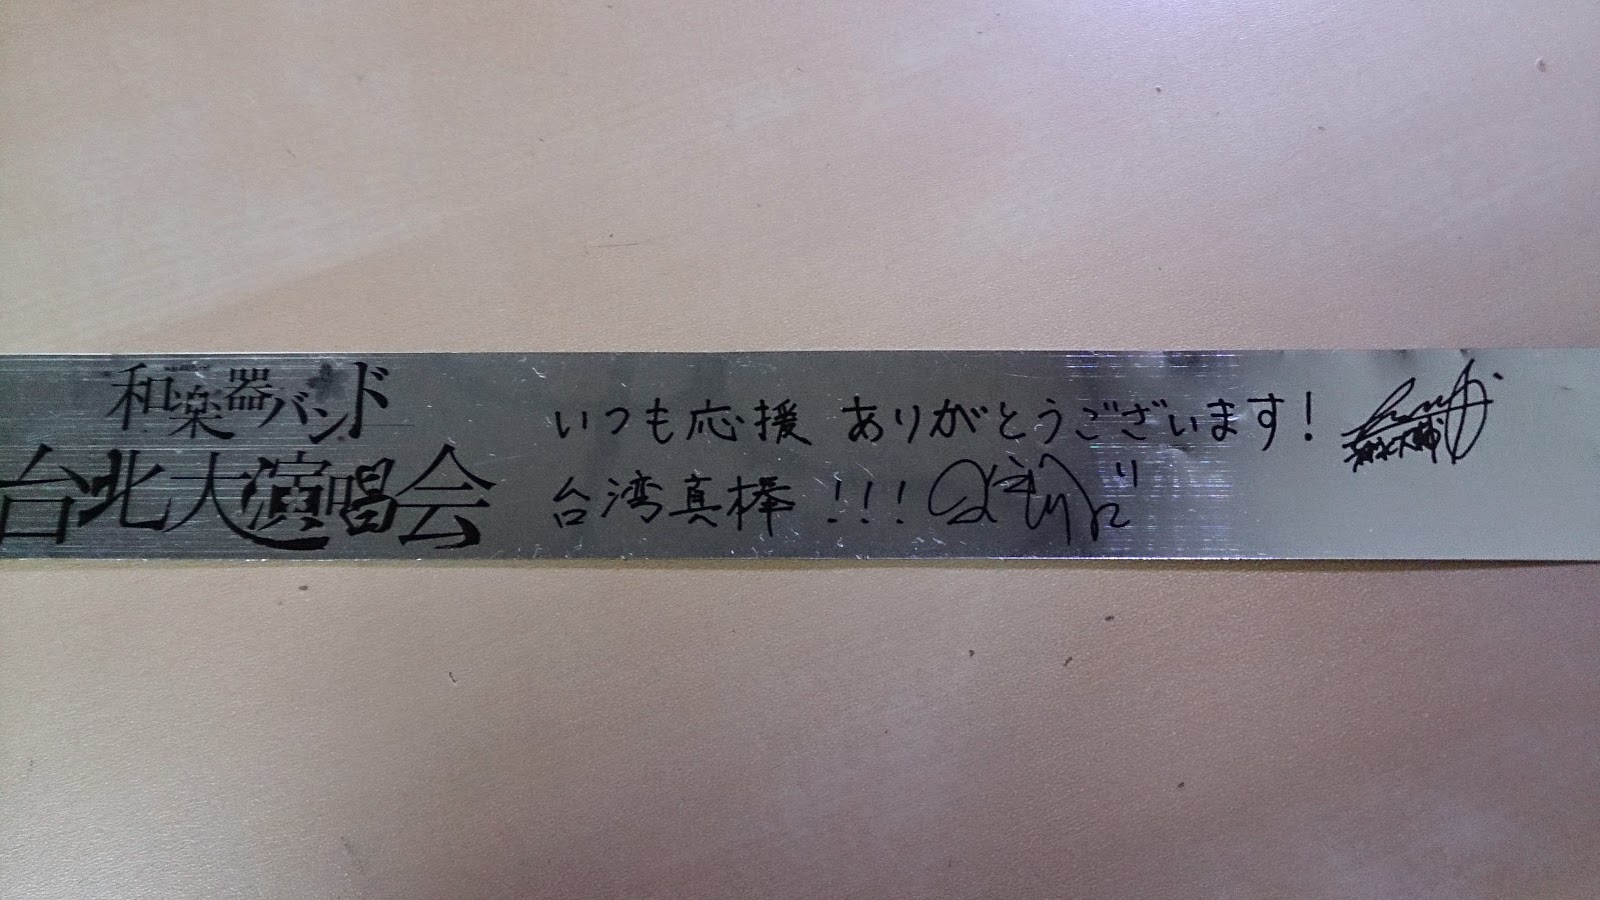 和楽器バンド
台北大演唱会
いつも応援 ありがとうございます!
台湾真棒!!!